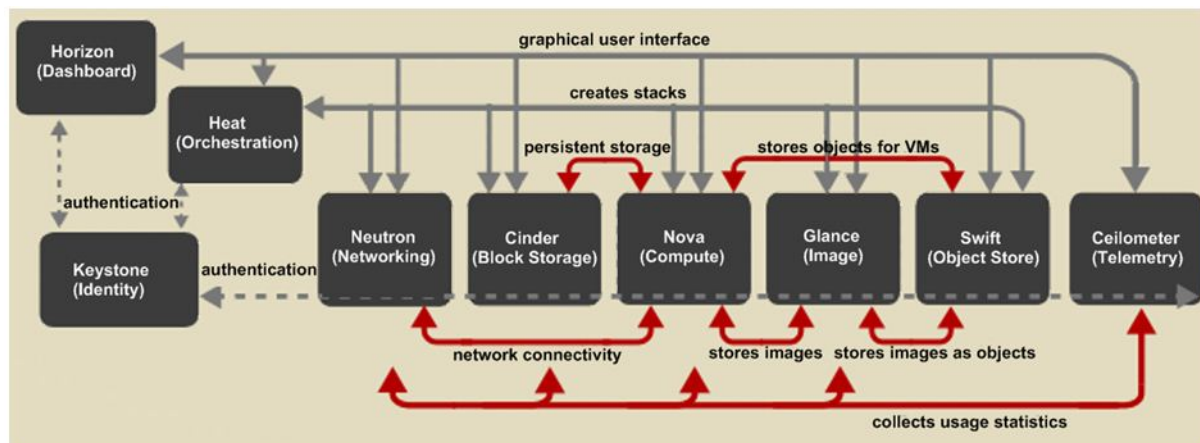 graphical user interface
Horizon
(Dashboard)
creates stacks
Heat
(Orchestration)
persistent storage
stores objects for VMs
authentication
Keystone
(Identity)
authentication
Neutron
(Networking)
Cinder
(Block Storage)
Nova
(Compute)
Glance
(Image)
Swift
(Object Store)
Ceilometer
(Telemetry)
network connectivity
stores images
stores images as objects
collects usage statistics